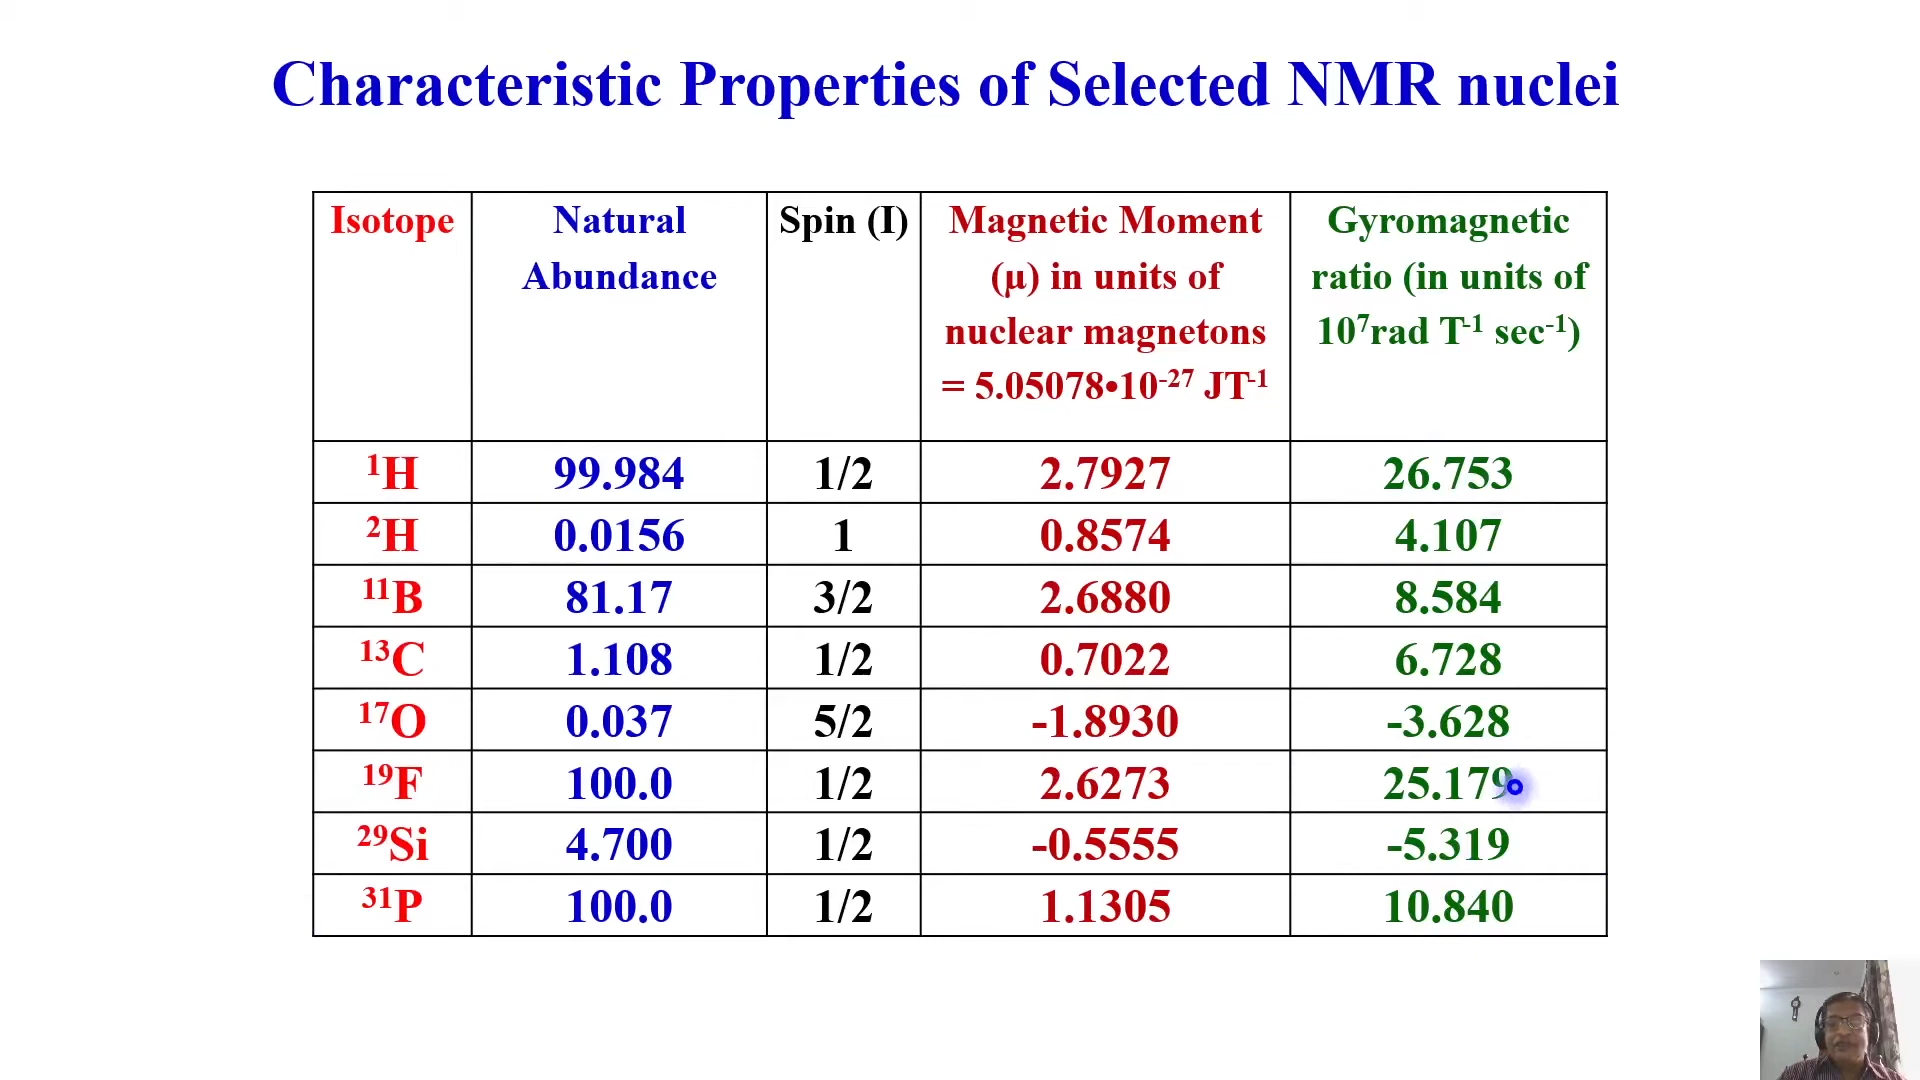 Characteristic Properties of Selected NMR nuclei
Isotope Natural Abundance Spin (I) Magnetic Moment (μ) in units of nuclear magnetons = 5.05078•10⁻²⁷ JT⁻¹ Gyromagnetic ratio (in units of 10⁷rad T⁻¹ sec⁻¹)
¹H 99.984 1/2 2.7927 26.753
²H 0.0156 1 0.8574 4.107
¹¹B 81.17 3/2 2.6880 8.584
¹³C 1.108 1/2 0.7022 6.728
¹⁷O 0.037 5/2 -1.8930 -3.628
¹⁹F 100.0 1/2 2.6273 25.179
²⁹Si 4.700 1/2 -0.5555 -5.319
³¹P 100.0 1/2 1.1305 10.840